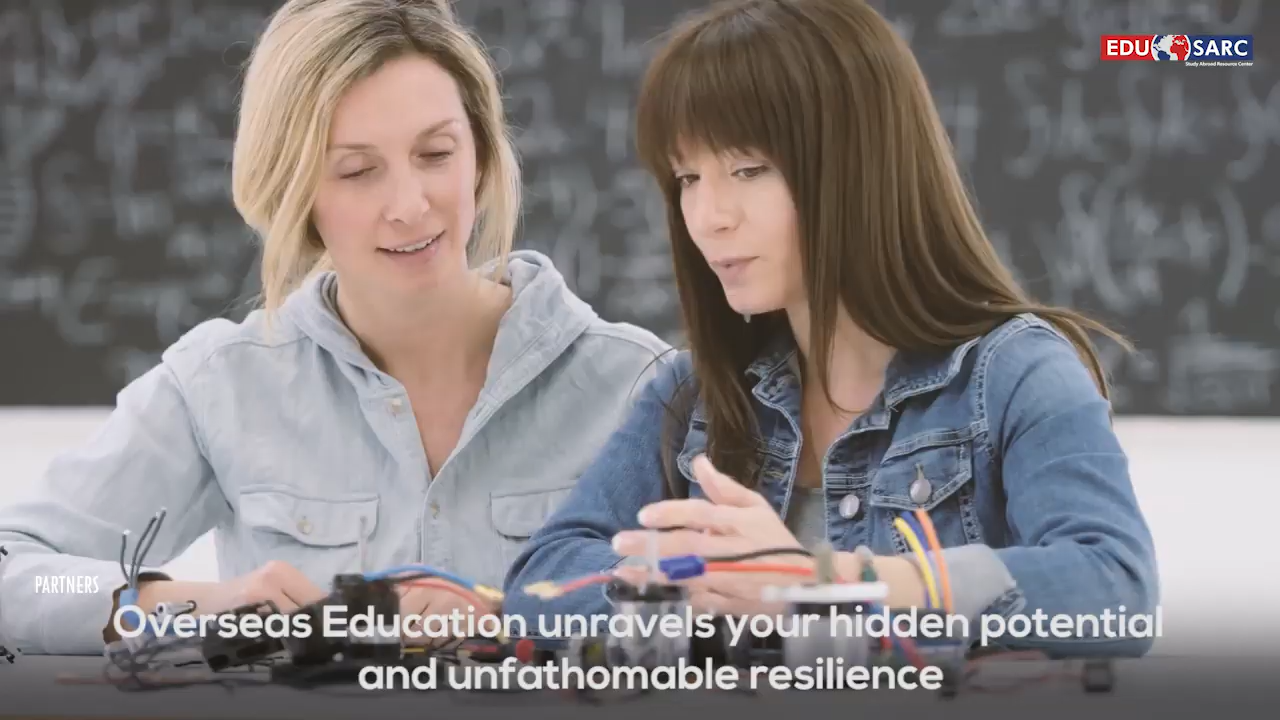 EDU SARC
Study Abroad Resource Center
PARTNERS
Overseas Education unravels your hidden potential
and unfathomable resilience